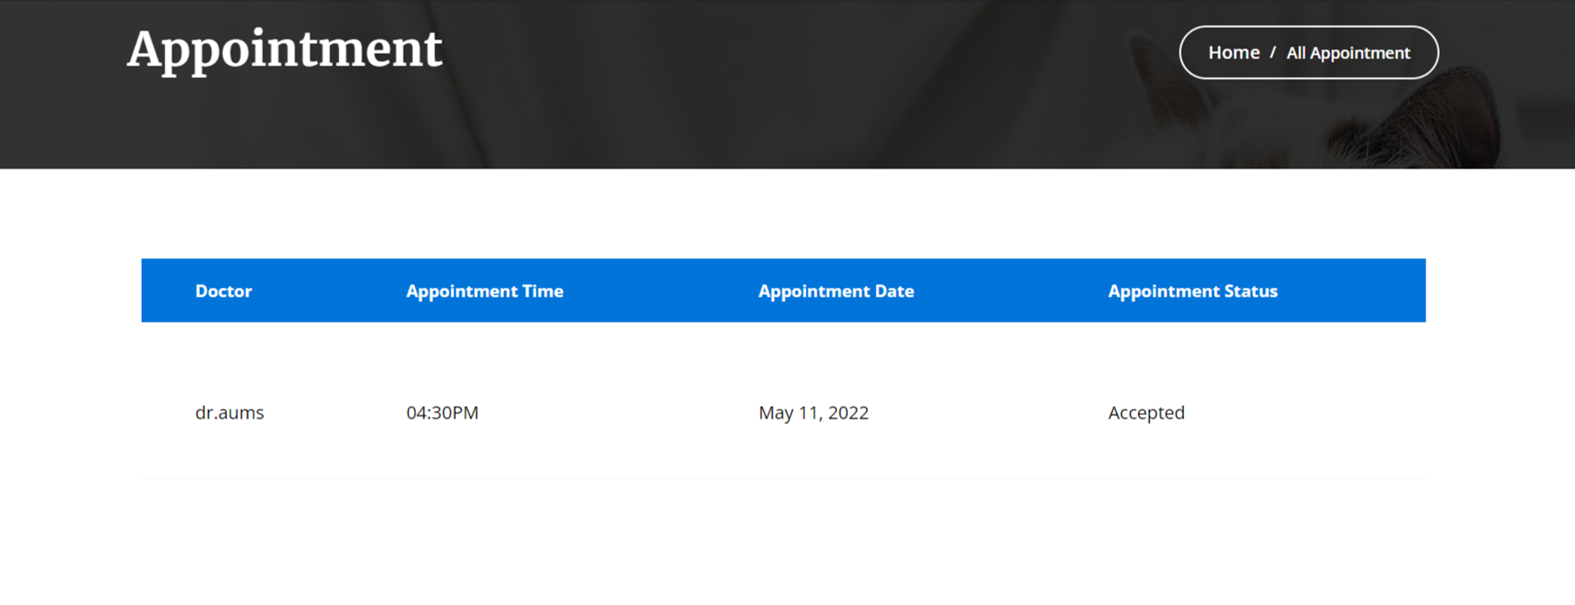 Appointment
Home / All Appointment
Doctor Appointment Time Appointment Date Appointment Status
dr.aums 04:30PM May 11, 2022 Accepted